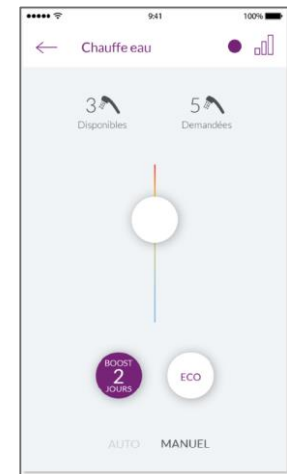 9:41 100%
Chauffe eau
3 5
Disponibles Demandées
BOOST
2
JOURS
ECO
AUTO MANUEL